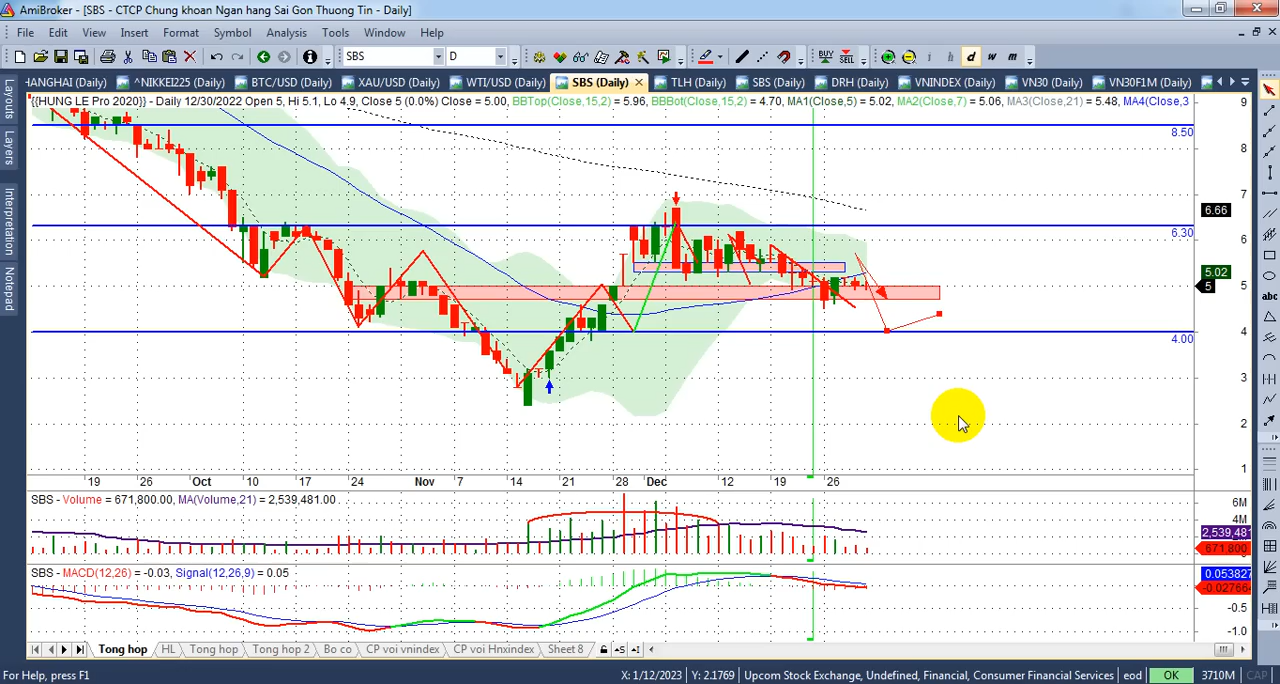 AmiBroker - [SBS - CTCP Chung khoan Ngan hang Sai Gon Thuong Tin - Daily]
File Edit View Insert Format Symbol Analysis Tools Window Help
SBS D BUY SELL i h d w m
HANGHAI (Daily) ^NIKKEI225 (Daily) BTC/USD (Daily) XAU/USD (Daily) WTI/USD (Daily) SBS (Daily) TLH (Daily) SBS (Daily) DRH (Daily) VNINDEX (Daily) VN30 (Daily) VN30F1M (Daily)
Layouts
Layers
Interpretation
Notepad
{{HUNG LE Pro 2020}} - Daily 12/30/2022 Open 5, Hi 5.1, Lo 4.9, Close 5 (0.0%) Close = 5.00, BBTop(Close,15,2) = 5.96, BBBot(Close,15,2) = 4.70, MA1(Close,5) = 5.02, MA2(Close,7) = 5.06, MA3(Close,21) = 5.48, MA4(Close,3
9
8.50
8
7
6.66
6.30
6
5.02
5
5
4
4.00
3
2
1
abc
19 26 Oct 10 17 24 Nov 7 14 21 28 Dec 12 19 26
SBS - Volume = 671,800.00, MA(Volume,21) = 2,539,481.00
6M
4M
2,539,481
671,800
SBS - MACD(12,26) = -0.03, Signal(12,26,9) = 0.05
0.053827
-0.027664
-0.5
-1.0
Tong hop HL Tong hop Tong hop 2 Bo co CP voi vnindex CP voi Hnxindex Sheet 8
For Help, press F1 X: 1/12/2023 Y: 2.1769 Upcom Stock Exchange, Undefined, Financial, Consumer Financial Services eod OK 3710M CAP